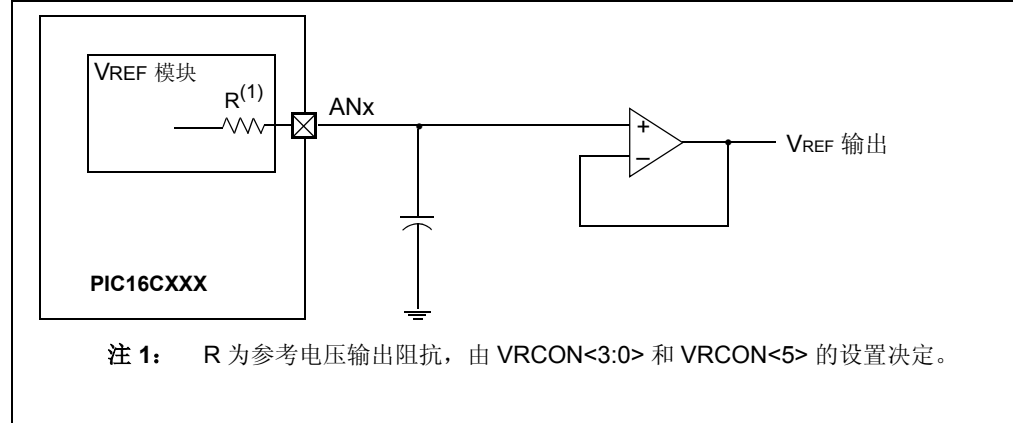 VREF 模块
R(1)
ANx
+
−
VREF 输出
PIC16CXXX
注 1： R 为参考电压输出阻抗，由 VRCON<3:0> 和 VRCON<5> 的设置决定。